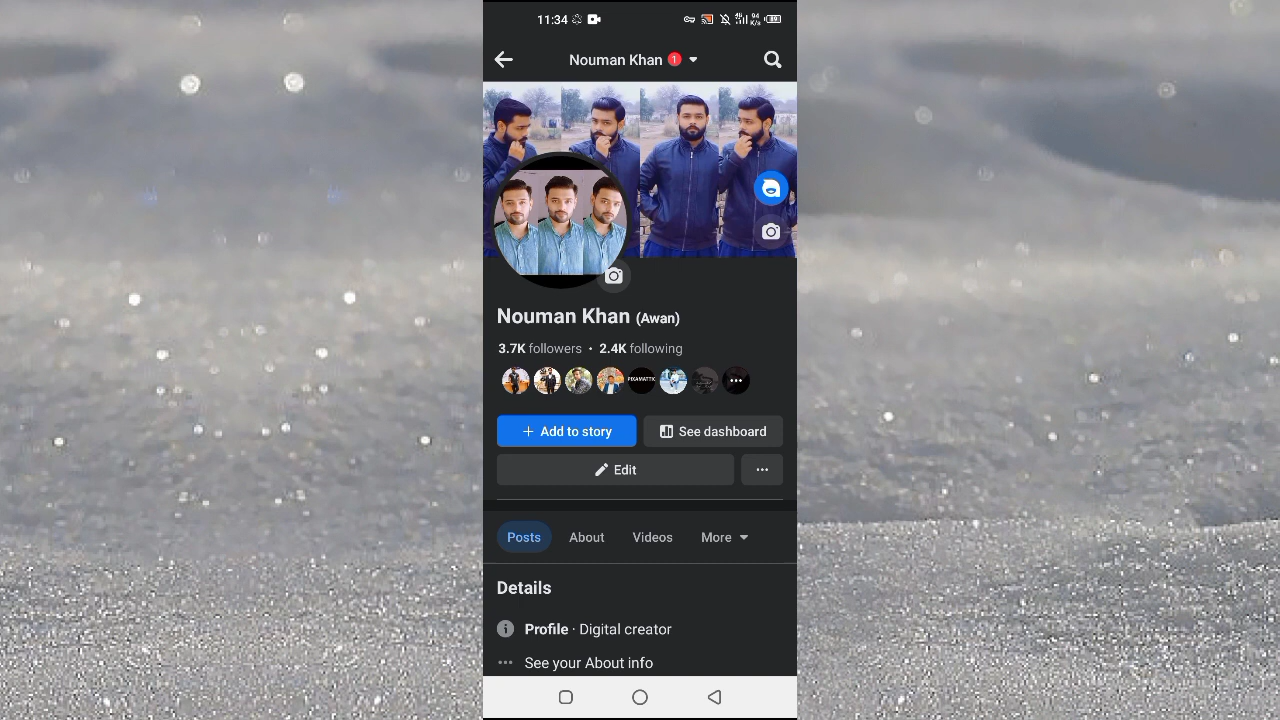 11:34
Nouman Khan 1
Nouman Khan (Awan)
3.7K followers • 2.4K following
PIXAMATTIC
+ Add to story
See dashboard
Edit
Posts About Videos More
Details
Profile · Digital creator
See your About info